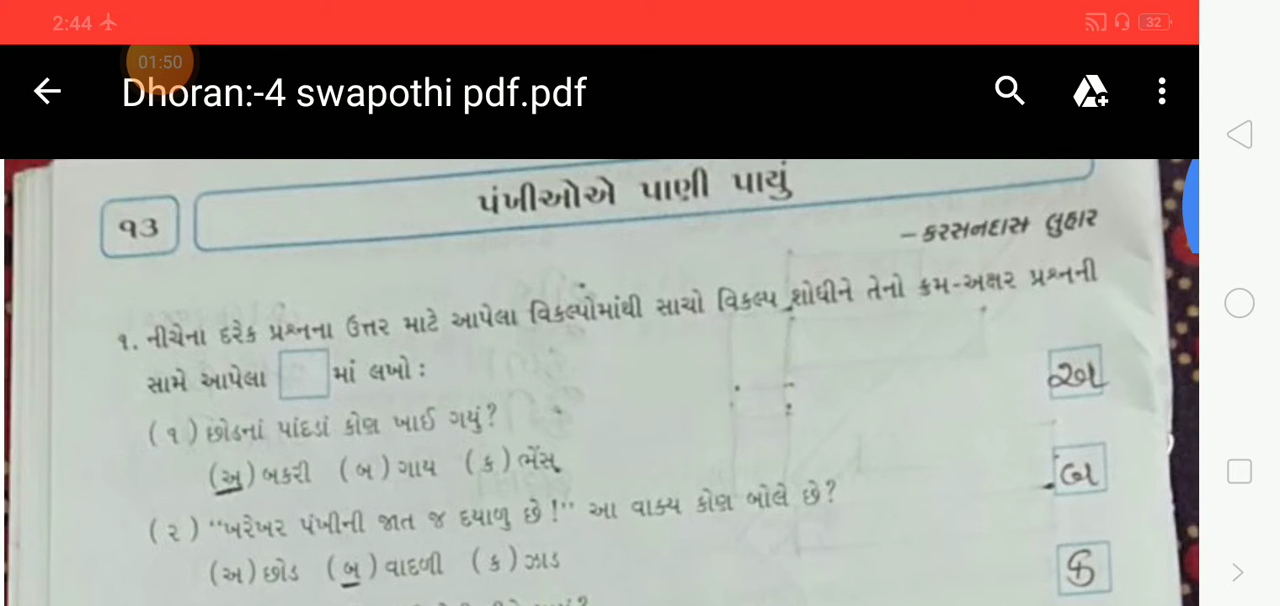 2:44
32
01:50
Dhoran:-4 swapothi pdf.pdf
૧૩
પંખીઓએ પાણી પાયું
– કરસનદાસ લુહાર
૧. નીચેના દરેક પ્રશ્નના ઉત્તર માટે આપેલા વિકલ્પોમાંથી સાચો વિકલ્પ શોધીને તેનો ક્રમ-અક્ષર પ્રશ્નની
સામે આપેલા માં લખો :
(૧) છોડનાં પાંદડાં કોણ ખાઈ ગયું?
અ
(અ) બકરી (બ) ગાય (ક) ભેંસ
બ
(૨) “ખરેખર પંખીની જાત જ દયાળુ છે!” આ વાક્ય કોણ બોલે છે?
(અ) છોડ (બ) વાદળી (ક) ઝાડ
ક